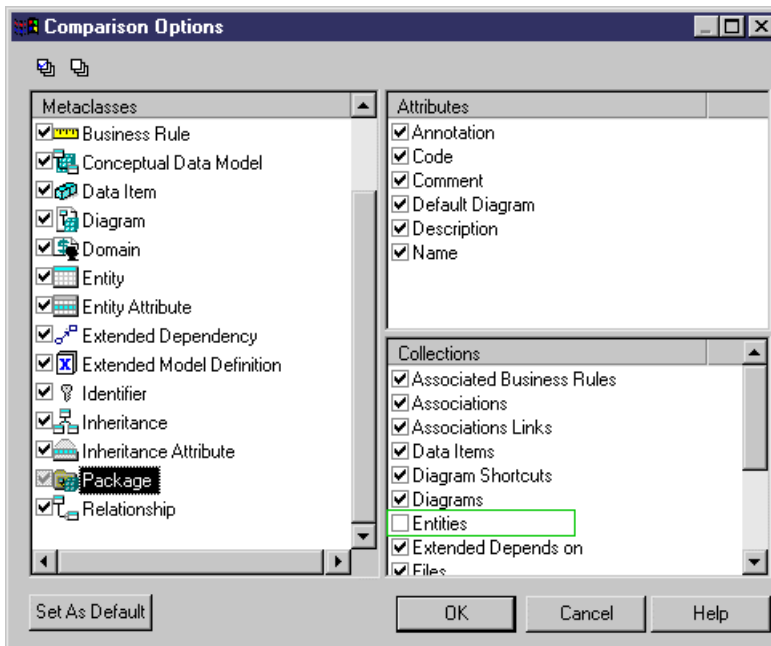 Comparison Options
Metaclasses
Business Rule
Conceptual Data Model
Data Item
Diagram
Domain
Entity
Entity Attribute
Extended Dependency
Extended Model Definition
Identifier
Inheritance
Inheritance Attribute
Package
Relationship
Attributes
Annotation
Code
Comment
Default Diagram
Description
Name
Collections
Associated Business Rules
Associations
Associations Links
Data Items
Diagram Shortcuts
Diagrams
Entities
Extended Depends on
Files
Set As Default
OK
Cancel
Help